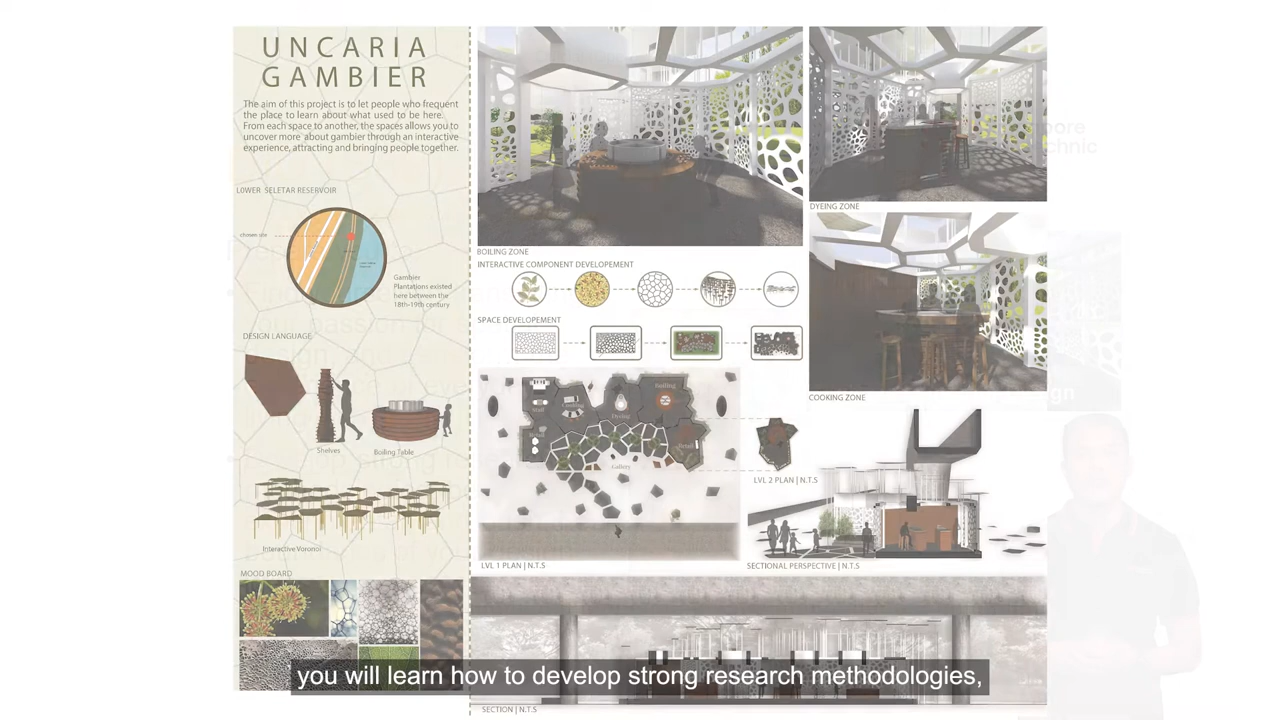 UNCARIA
GAMBIER
The aim of this project is to let people who frequent
the place to learn about what used to be here.
From each space to another, the spaces allows you to
uncover more about gambier through an interactive
experience, attracting and bringing people together.
LOWER SELETAR RESERVOIR
chosen site
Gambier
Plantations existed
here between the
18th-19th century
DESIGN LANGUAGE
Shelves
Boiling Table
Interactive Voronoi
MOOD BOARD
BOILING ZONE
INTERACTIVE COMPONENT DEVELOPEMENT
SPACE DEVELOPEMENT
Boiling
Stall
Cooking
Dyeing
Retail
Retail
Gallery
LVL 1 PLAN | N.T.S
LVL 2 PLAN | N.T.S
DYEING ZONE
COOKING ZONE
SECTIONAL PERSPECTIVE | N.T.S
SECTION | N.T.S
you will learn how to develop strong research methodologies,